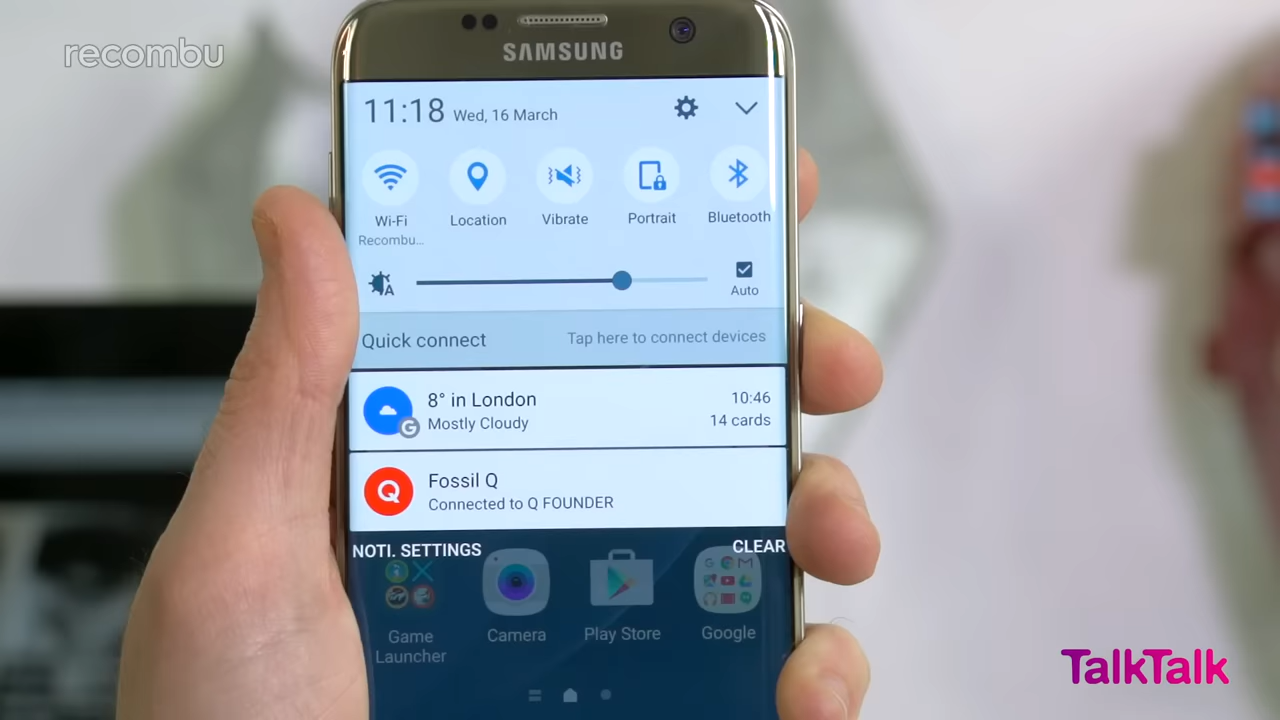 recombu
SAMSUNG
11:18 Wed, 16 March
Wi-Fi
Recombu...
Location
Vibrate
Portrait
Bluetooth
A
Auto
Quick connect
Tap here to connect devices
8° in London
10:46
Mostly Cloudy
14 cards
G
Q
Fossil Q
Connected to Q FOUNDER
NOTI. SETTINGS
CLEAR
Game
Launcher
Camera
Play Store
Google
TalkTalk